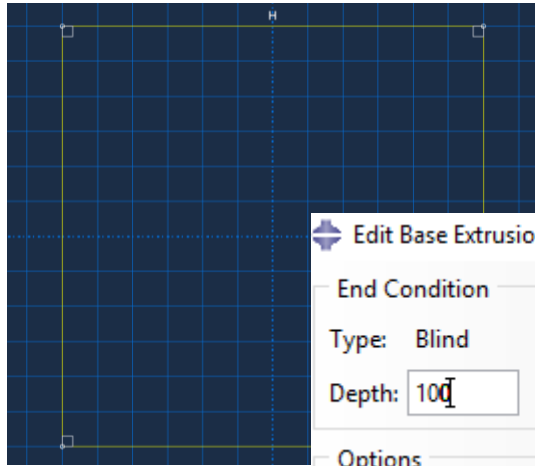 H
Edit Base Extrusio
End Condition
Type: Blind
Depth: 100
Options